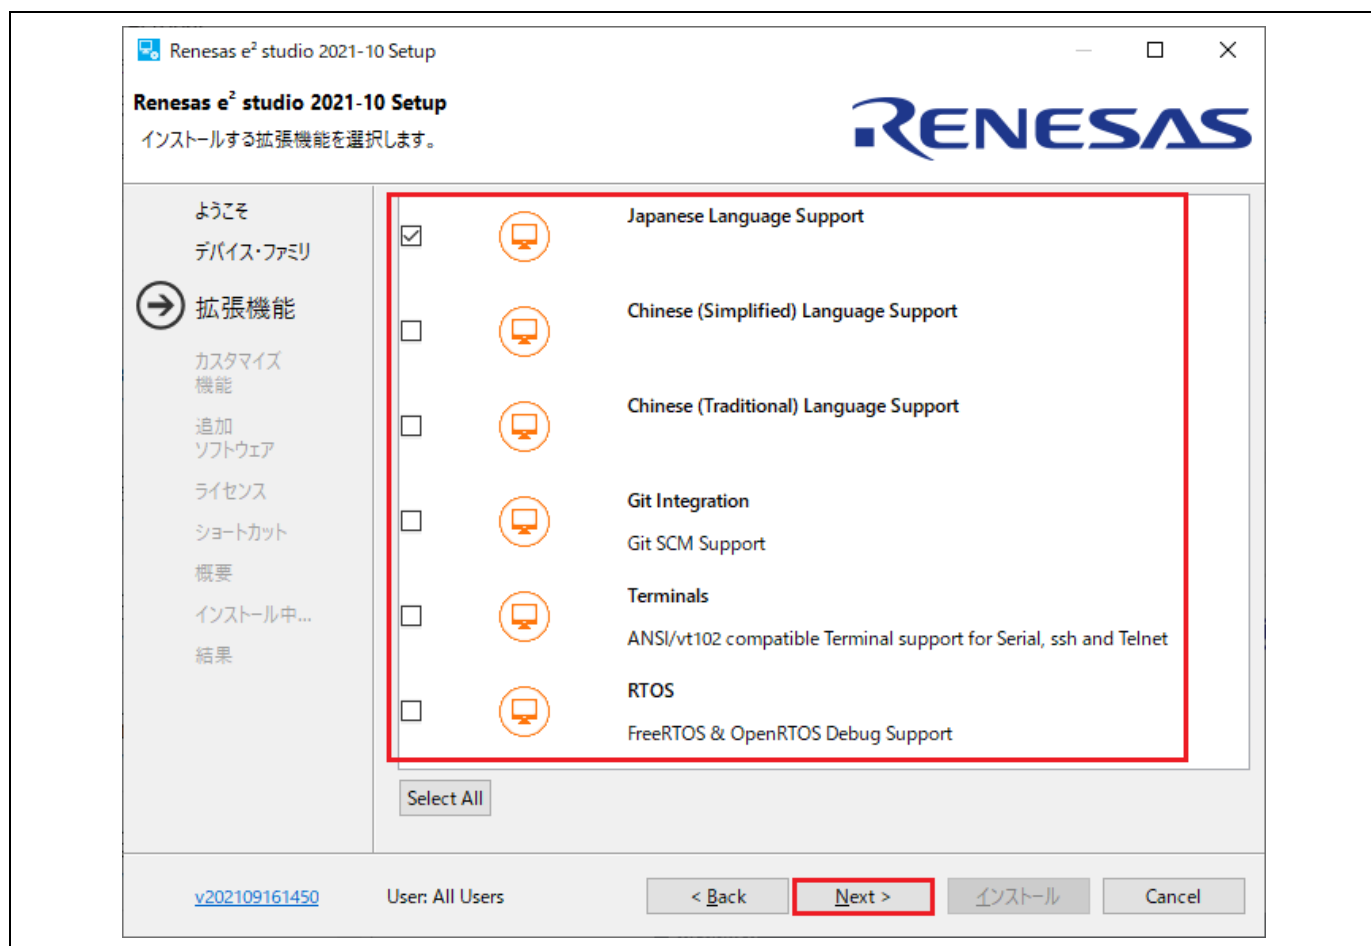 Renesas e² studio 2021-10 Setup
Renesas e² studio 2021-10 Setup
インストールする拡張機能を選択します。
RENESAS
ようこそ
デバイス・ファミリ
拡張機能
カスタマイズ
機能
追加
ソフトウェア
ライセンス
ショートカット
概要
インストール中...
結果
Japanese Language Support
Chinese (Simplified) Language Support
Chinese (Traditional) Language Support
Git Integration
Git SCM Support
Terminals
ANSI/vt102 compatible Terminal support for Serial, ssh and Telnet
RTOS
FreeRTOS & OpenRTOS Debug Support
Select All
v202109161450
User: All Users
< Back
Next >
インストール
Cancel